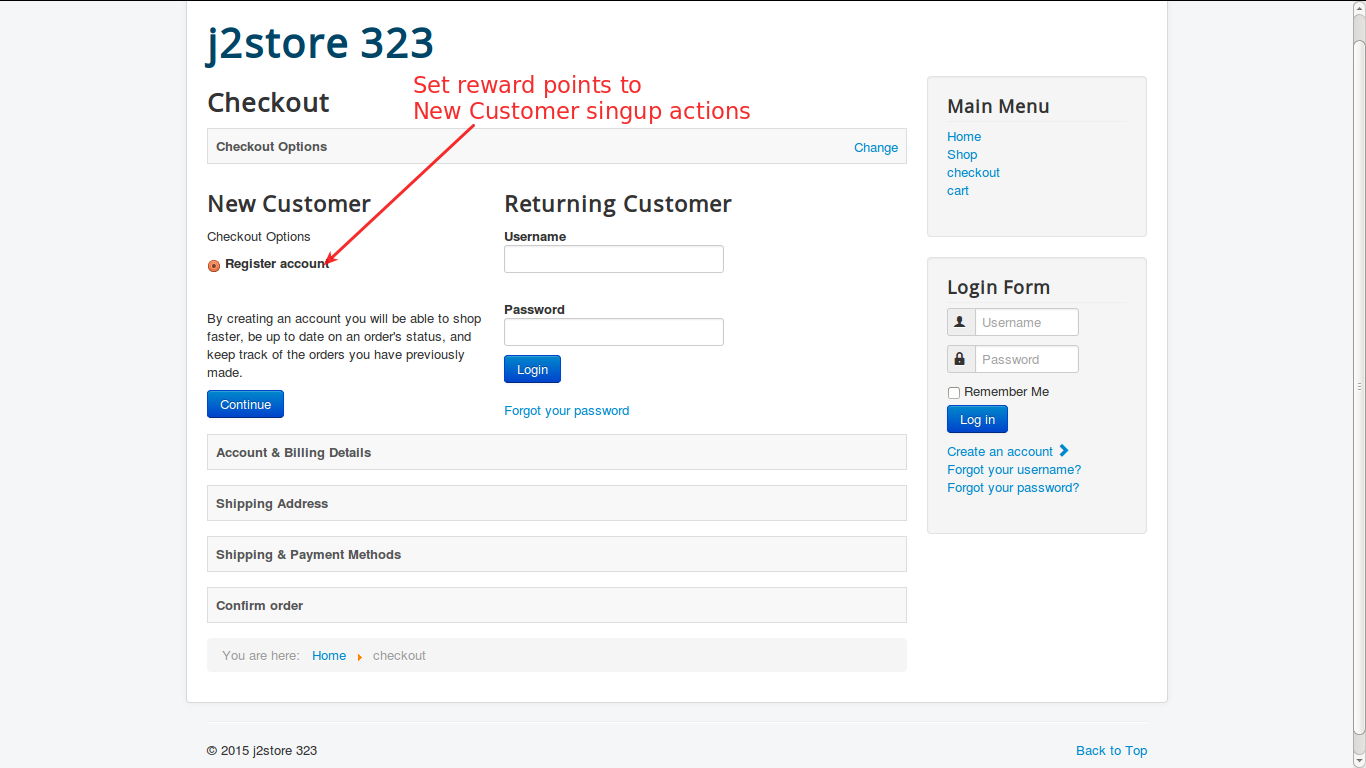 j2store 323
Set reward points to
New Customer singup actions
Checkout
Checkout Options
Change
New Customer
Checkout Options
Register account
By creating an account you will be able to shop
faster, be up to date on an order's status, and
keep track of the orders you have previously
made.
Continue
Returning Customer
Username
Password
Login
Forgot your password
Account & Billing Details
Shipping Address
Shipping & Payment Methods
Confirm order
You are here: Home checkout
Main Menu
Home
Shop
checkout
cart
Login Form
Username
Password
Remember Me
Log in
Create an account
Forgot your username?
Forgot your password?
© 2015 j2store 323
Back to Top